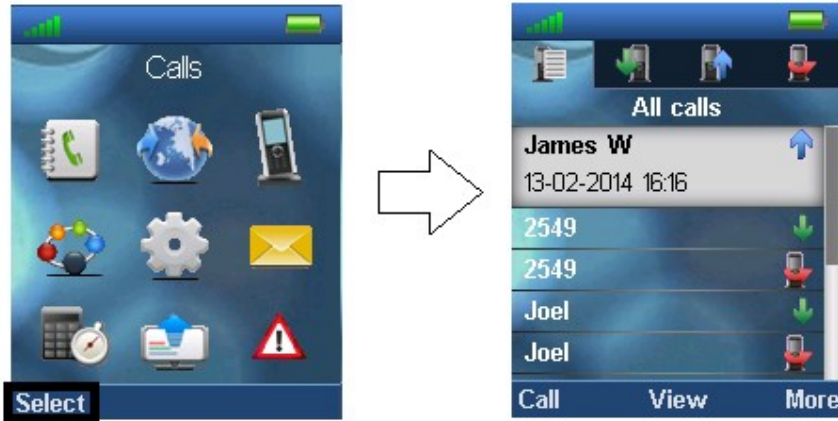 Calls
Select
All calls
James W
13-02-2014 16:16
2549
2549
Joel
Joel
Call View More